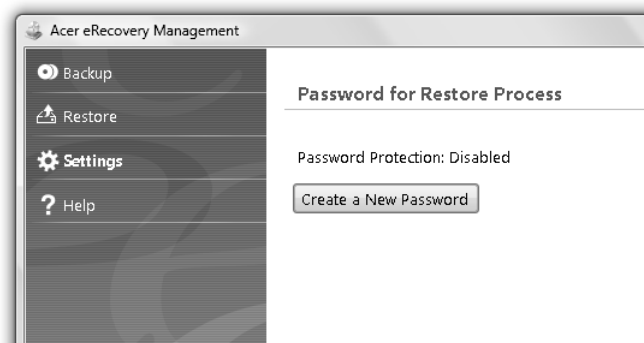 Acer eRecovery Management
Backup
Restore
Settings
? Help
Password for Restore Process
Password Protection: Disabled
Create a New Password